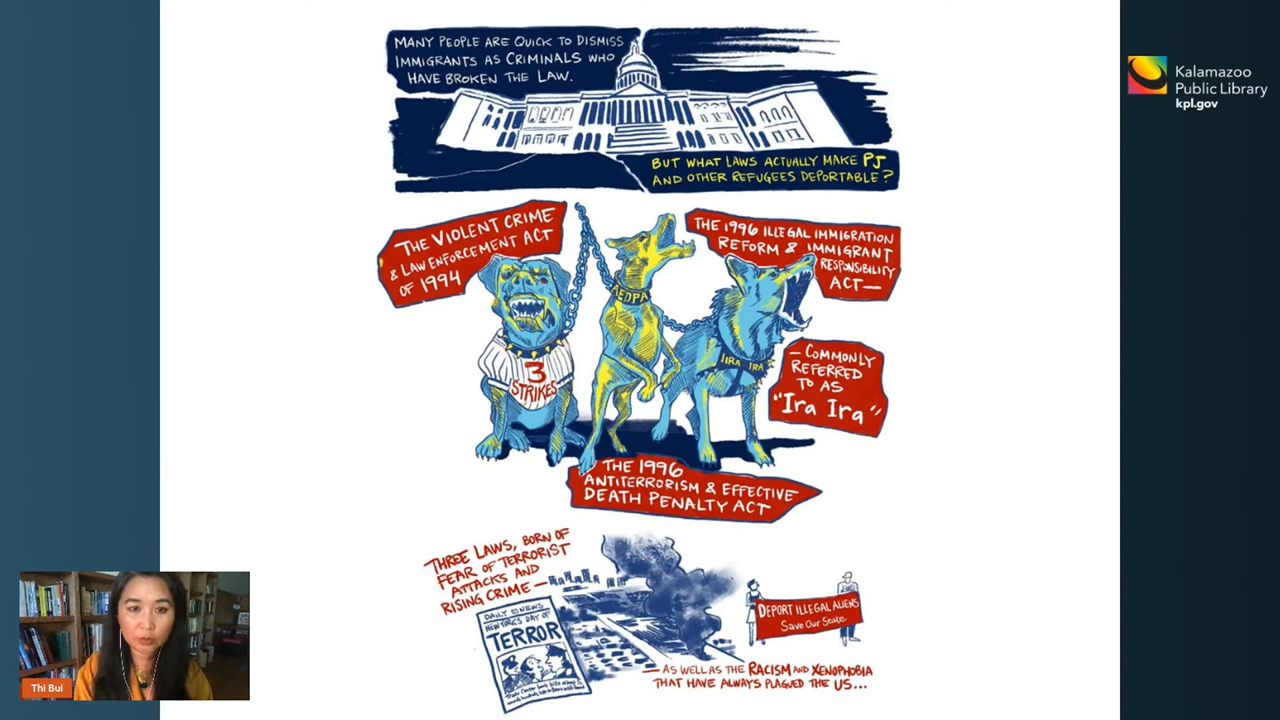 MANY PEOPLE ARE QUICK TO DISMISS
IMMIGRANTS AS CRIMINALS WHO
HAVE BROKEN THE LAW.
BUT WHAT LAWS ACTUALLY MAKE PJ
AND OTHER REFUGEES DEPORTABLE?
THE VIOLENT CRIME
& LAW ENFORCEMENT ACT
OF 1994
THE 1996 ILLEGAL IMMIGRATION
REFORM & IMMIGRANT
RESPONSIBILITY
ACT—
AEDPA
IIRA IRA
3
STRIKES
— COMMONLY
REFERRED
TO AS
"Ira Ira"
THE 1996
ANTITERRORISM & EFFECTIVE
DEATH PENALTY ACT
THREE LAWS, BORN OF
FEAR OF TERRORIST
ATTACKS AND
RISING CRIME —
DAILY NEWS
NEW YORK'S DAY OF
TERROR
DEPORT ILLEGAL ALIENS
Save Our State
— AS WELL AS THE RACISM AND XENOPHOBIA
THAT HAVE ALWAYS PLAGUED THE US...
Kalamazoo
Public Library
kpl.gov
Thi Bui